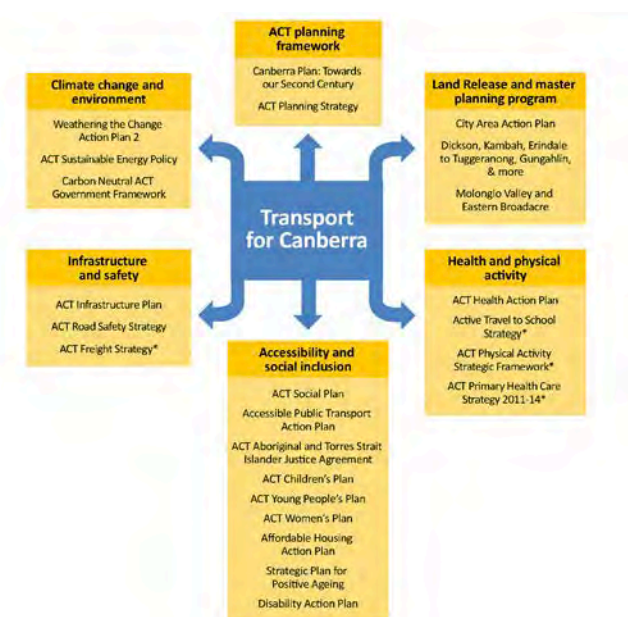 ACT planning
framework
Canberra Plan: Towards
our Second Century
ACT Planning Strategy
Climate change and
environment
Weathering the Change
Action Plan 2
ACT Sustainable Energy Policy
Carbon Neutral ACT
Government Framework
Land Release and master
planning program
City Area Action Plan
Dickson, Kambah, Erindale
to Tuggeranong, Gungahlin,
& more
Molonglo Valley and
Eastern Broadacre
Transport
for Canberra
Infrastructure
and safety
ACT Infrastructure Plan
ACT Road Safety Strategy
ACT Freight Strategy*
Health and physical
activity
ACT Health Action Plan
Active Travel to School
Strategy*
ACT Physical Activity
Strategic Framework*
ACT Primary Health Care
Strategy 2011-14*
Accessibility and
social inclusion
ACT Social Plan
Accessible Public Transport
Action Plan
ACT Aboriginal and Torres Strait
Islander Justice Agreement
ACT Children's Plan
ACT Young People's Plan
ACT Women's Plan
Affordable Housing
Action Plan
Strategic Plan for
Positive Ageing
Disability Action Plan